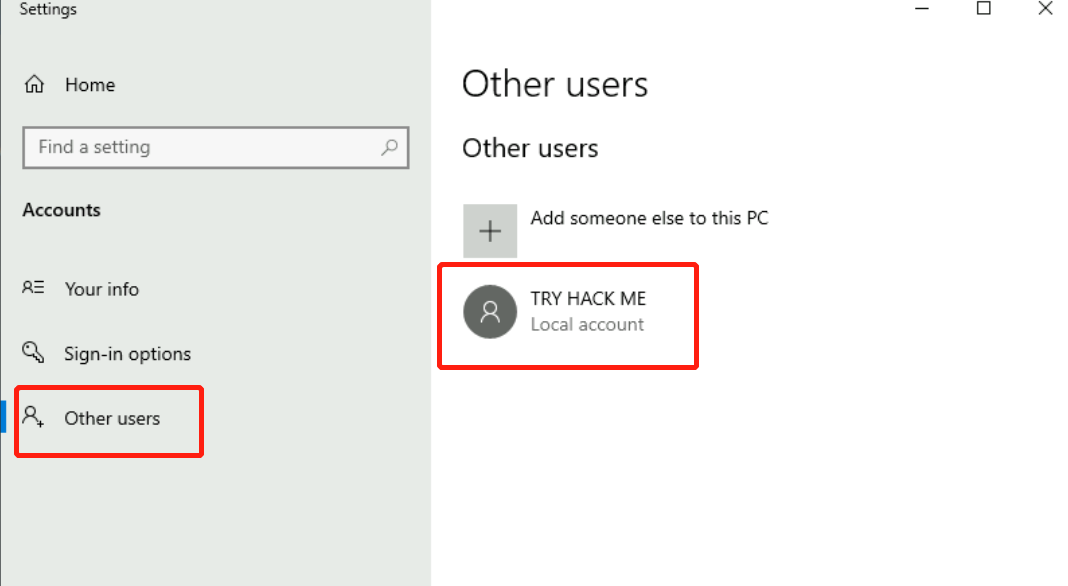 Settings
Home
Find a setting
Accounts
Your info
Sign-in options
Other users
Other users
Other users
Add someone else to this PC
TRY HACK ME
Local account